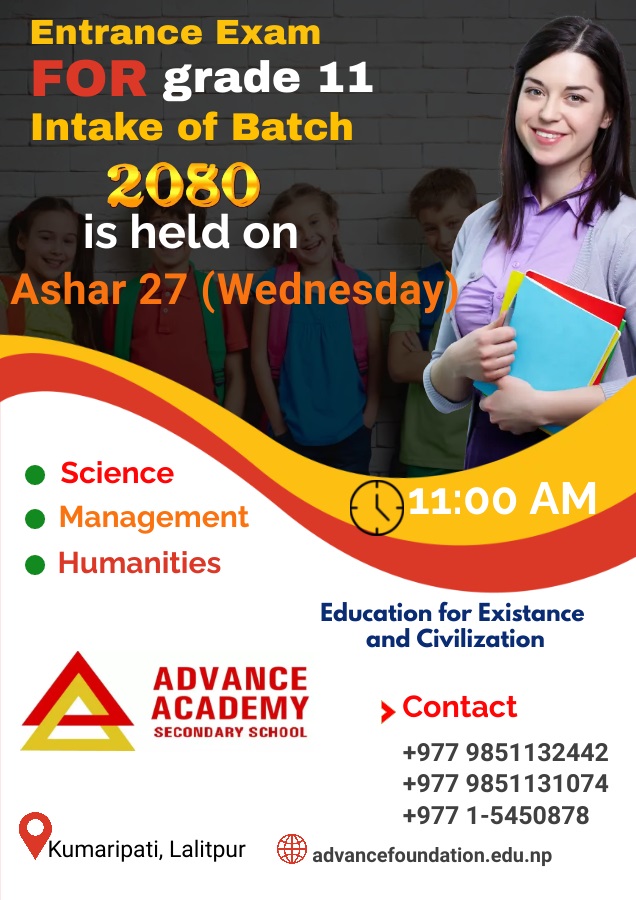 Entrance Exam
FOR grade 11
Intake of Batch
2080
is held on
Ashar 27 (Wednesday)
Science
Management
Humanities
11:00 AM
Education for Existance
and Civilization
ADVANCE
ACADEMY
SECONDARY SCHOOL
Contact
+977 9851132442
+977 9851131074
+977 1-5450878
Kumaripati, Lalitpur
advancefoundation.edu.np